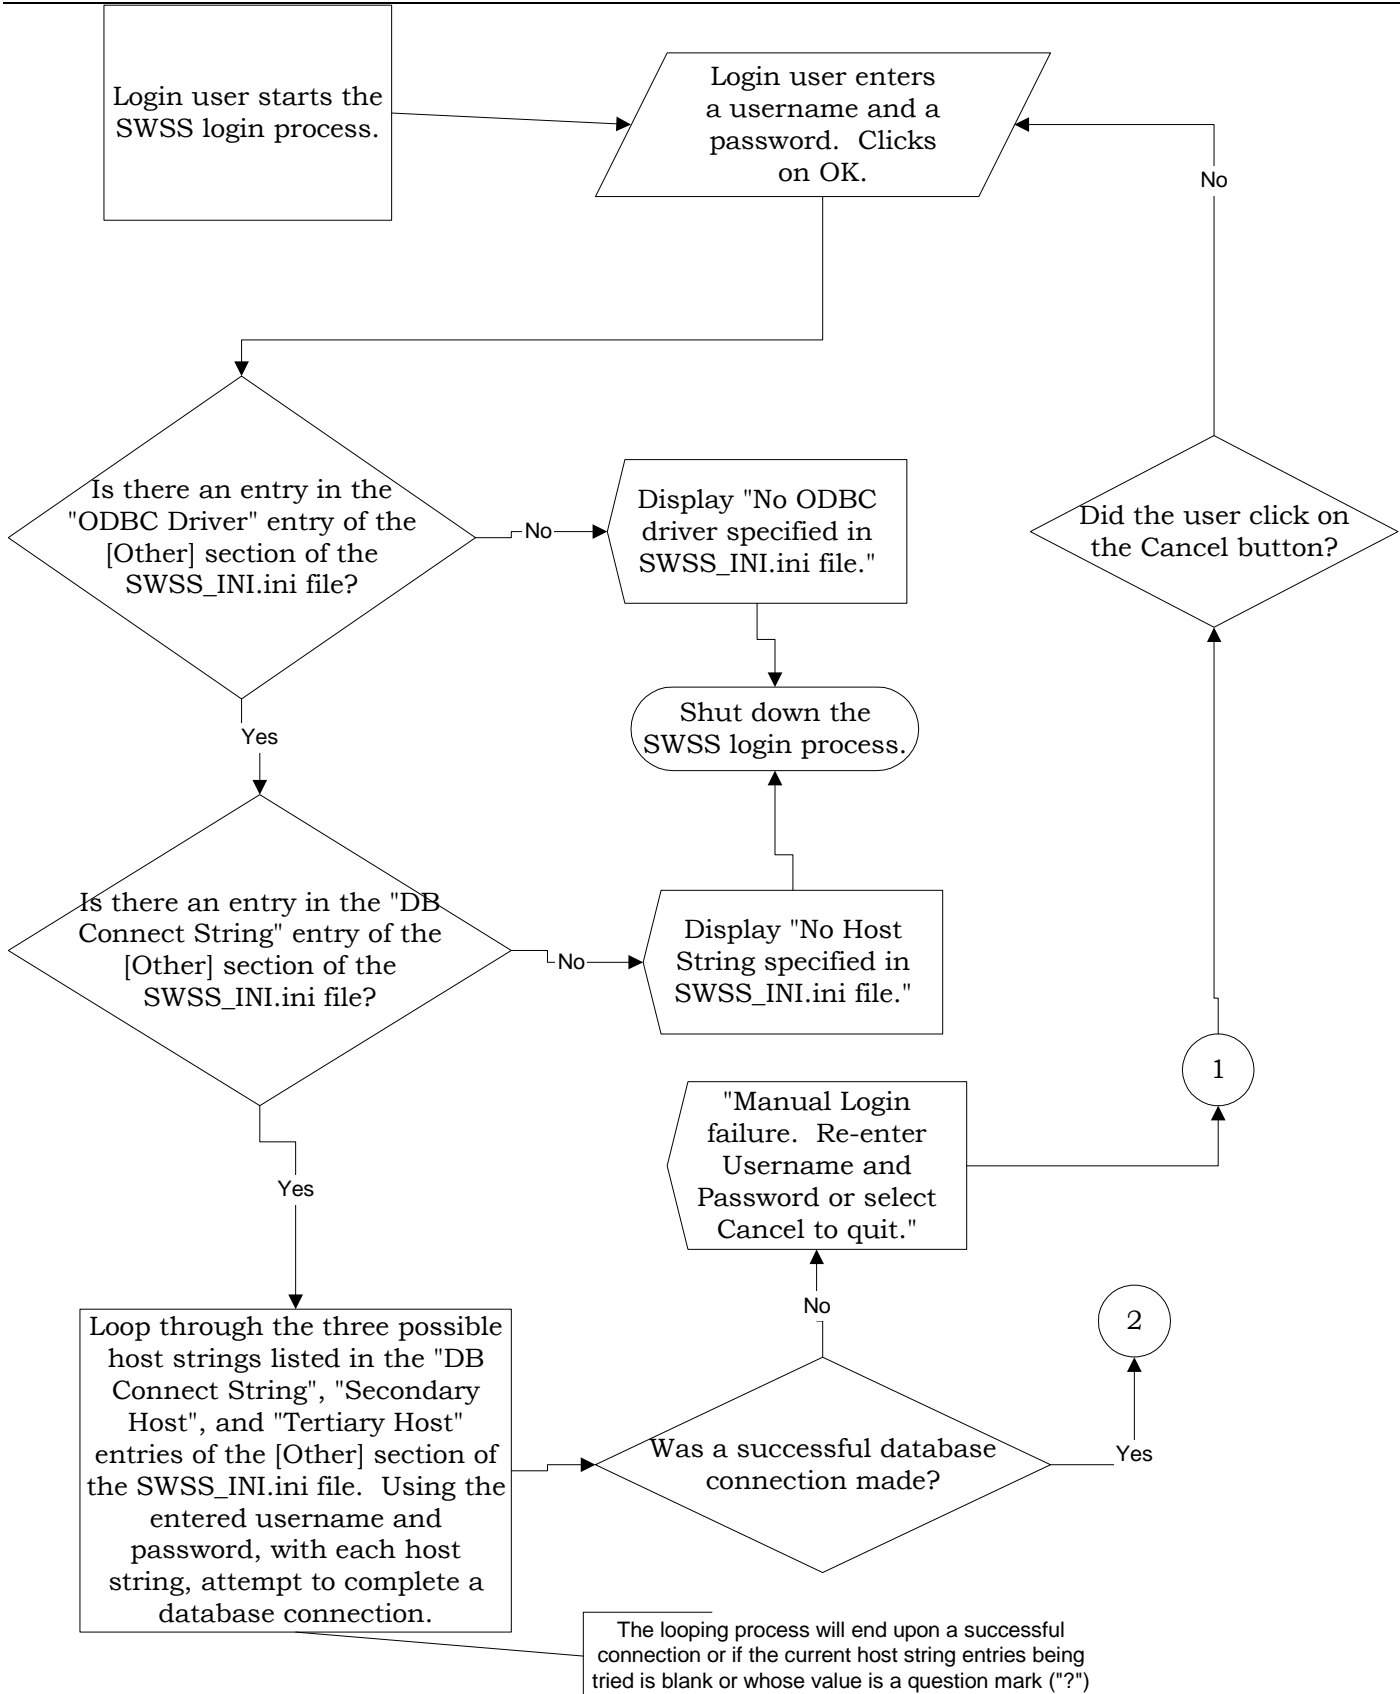 Login user starts the
SWSS login process.
Login user enters
a username and a
password.  Clicks
on OK.
No
Is there an entry in the
"ODBC Driver" entry of the
[Other] section of the
SWSS_INI.ini file?
No
Display "No ODBC
driver specified in
SWSS_INI.ini file."
Did the user click on
the Cancel button?
Shut down the
SWSS login process.
Yes
Is there an entry in the "DB
Connect String" entry of the
[Other] section of the
SWSS_INI.ini file?
No
Display "No Host
String specified in
SWSS_INI.ini file."
1
"Manual Login
failure.  Re-enter
Username and
Password or select
Cancel to quit."
Yes
No
2
Loop through the three possible
host strings listed in the "DB
Connect String", "Secondary
Host", and "Tertiary Host"
entries of the [Other] section of
the SWSS_INI.ini file.  Using the
entered username and
password, with each host
string, attempt to complete a
database connection.
Was a successful database
connection made?
Yes
The looping process will end upon a successful
connection or if the current host string entries being
tried is blank or whose value is a question mark ("?")